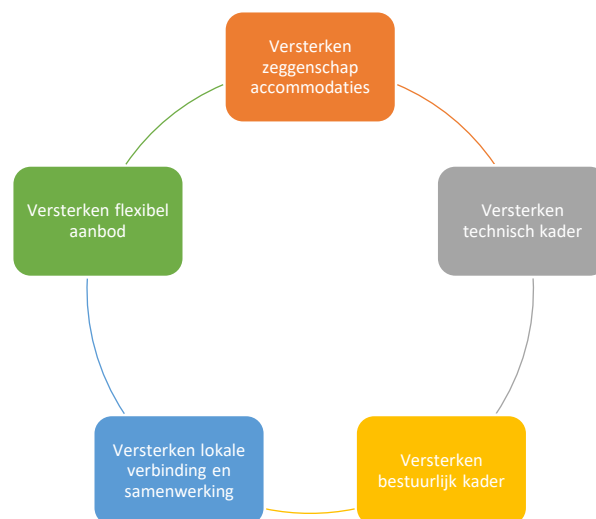 Versterken
zeggenschap
accommodaties
Versterken
technisch kader
Versterken
bestuurlijk kader
Versterken lokale
verbinding en
samenwerking
Versterken flexibel
aanbod